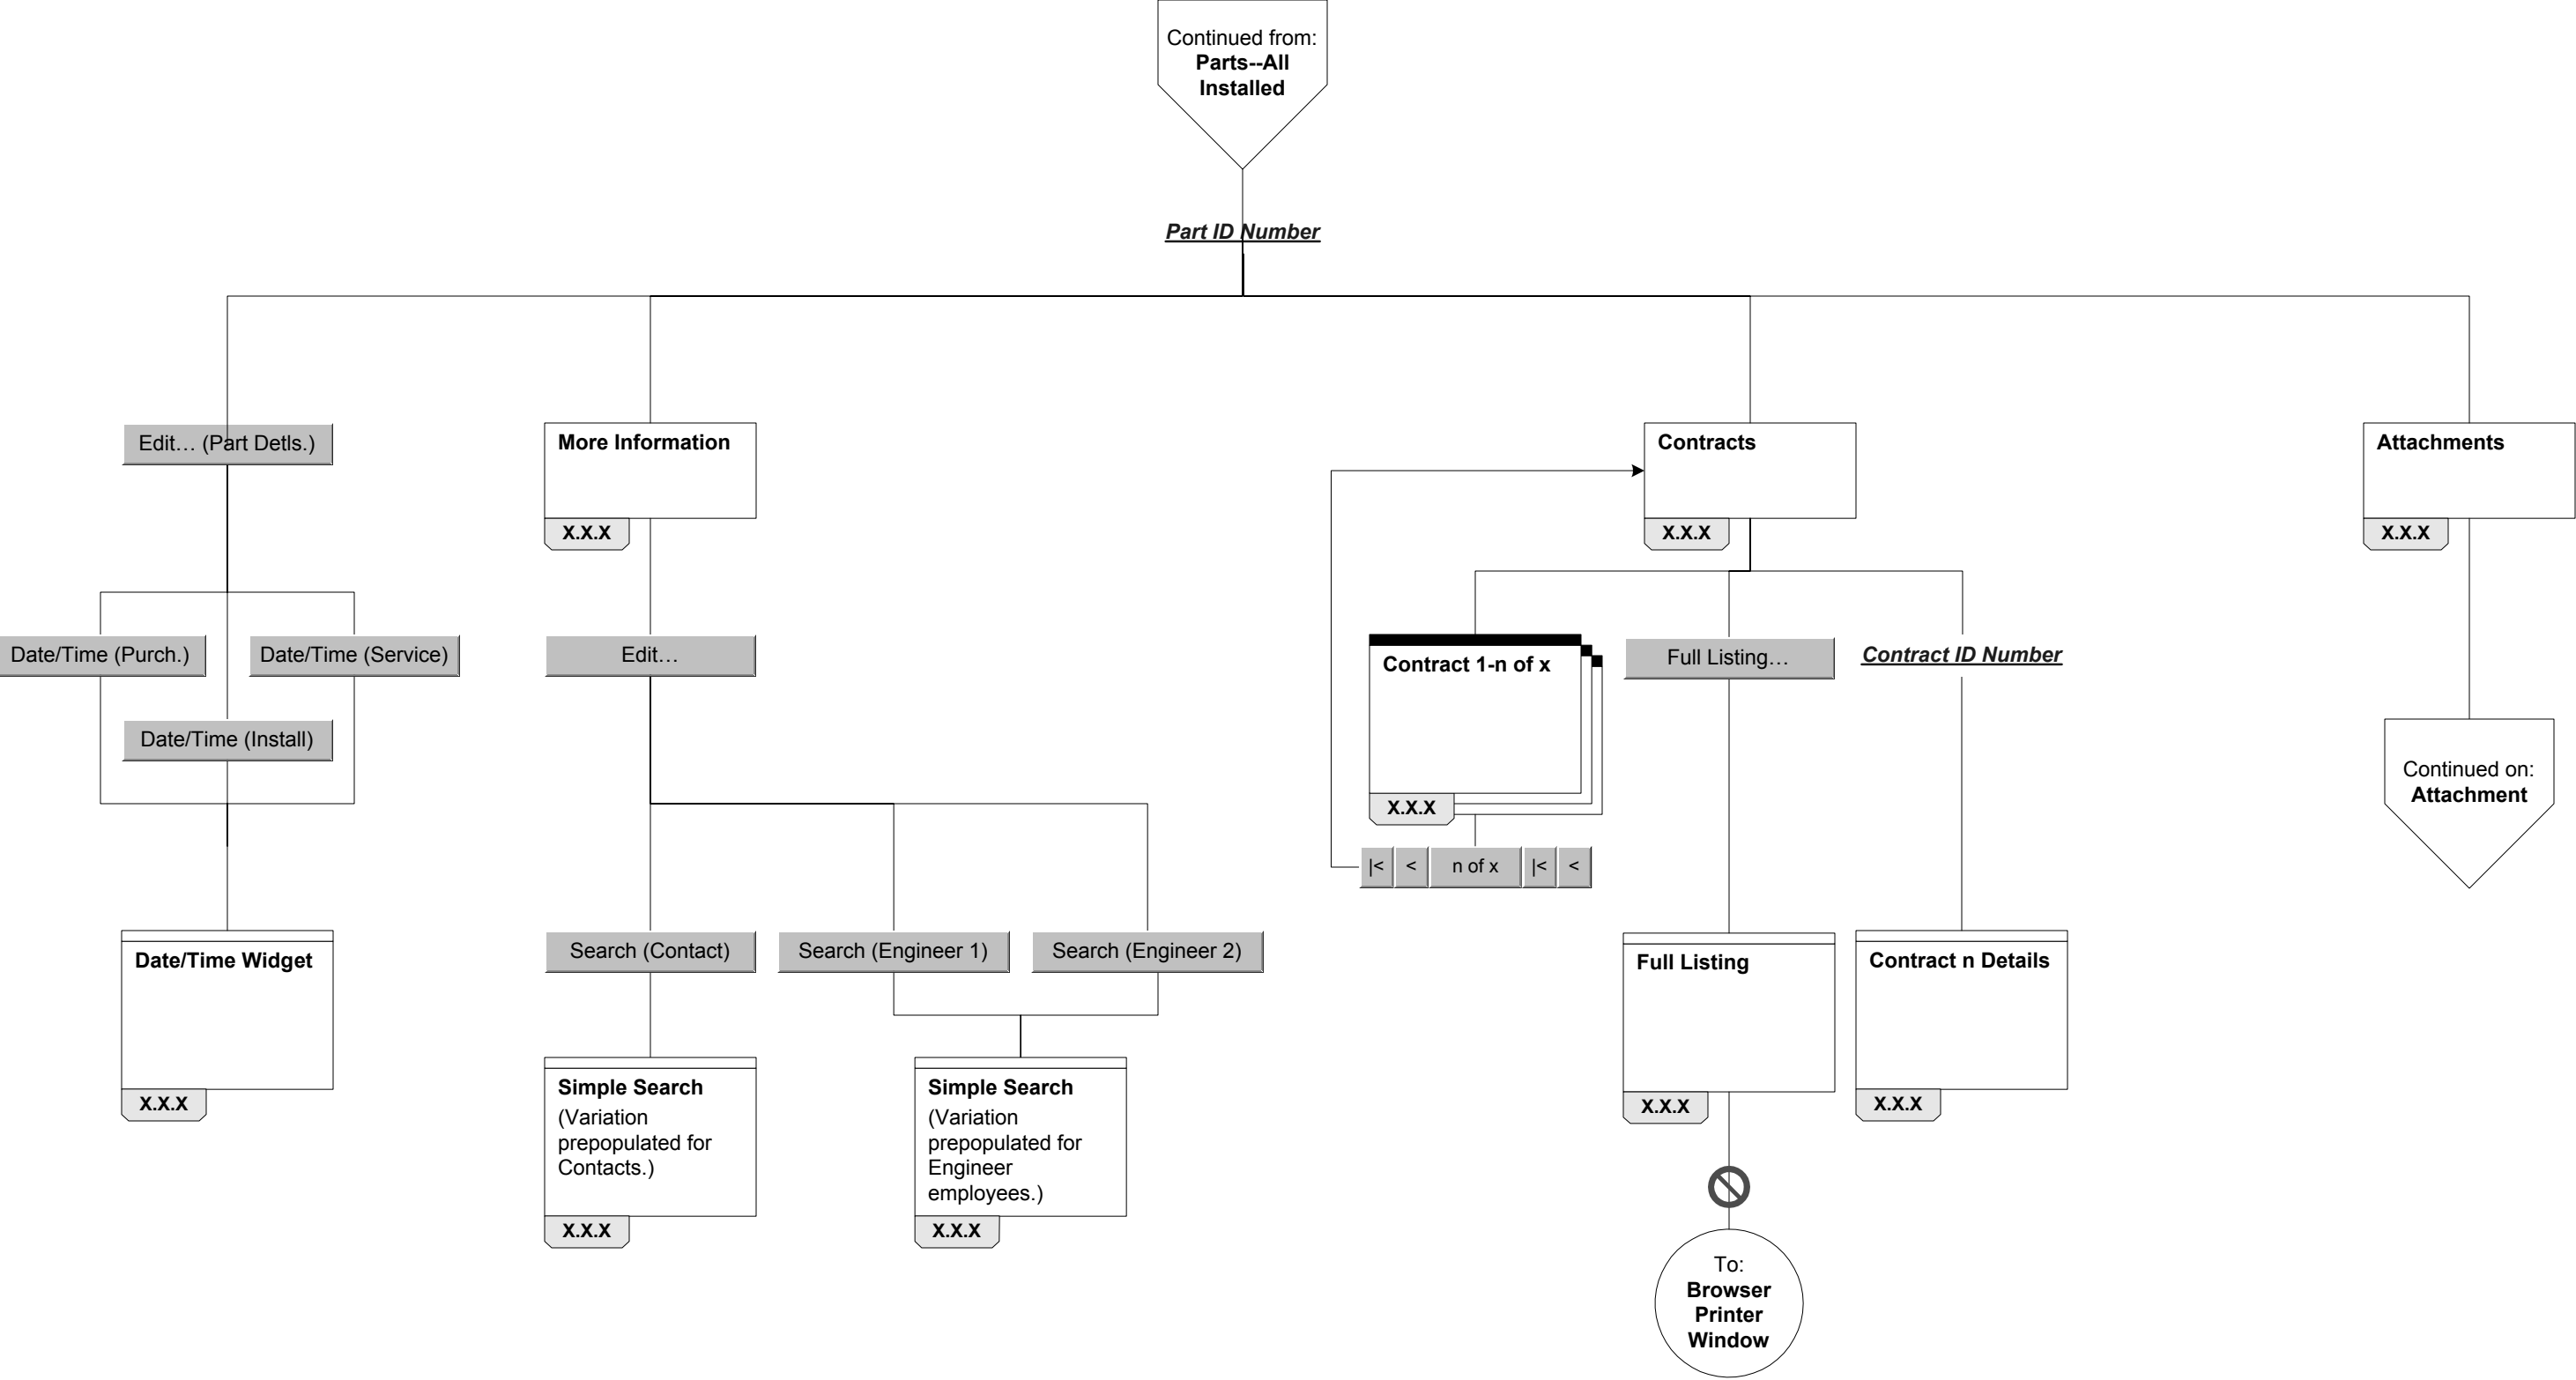 Continued from:
Parts--All
Installed
Part ID Number
Edit… (Part Detls.)
More Information
X.X.X
Contracts
X.X.X
Attachments
X.X.X
Date/Time (Purch.)
Date/Time (Service)
Date/Time (Install)
Edit…
Contract 1-n of x
X.X.X
|<
<
n of x
|<
<
Full Listing…
Contract ID Number
Continued on:
Attachment
Date/Time Widget
X.X.X
Search (Contact)
Search (Engineer 1)
Search (Engineer 2)
Simple Search
(Variation
prepopulated for
Contacts.)
X.X.X
Simple Search
(Variation
prepopulated for
Engineer
employees.)
X.X.X
Full Listing
X.X.X
Contract n Details
X.X.X
To:
Browser
Printer
Window